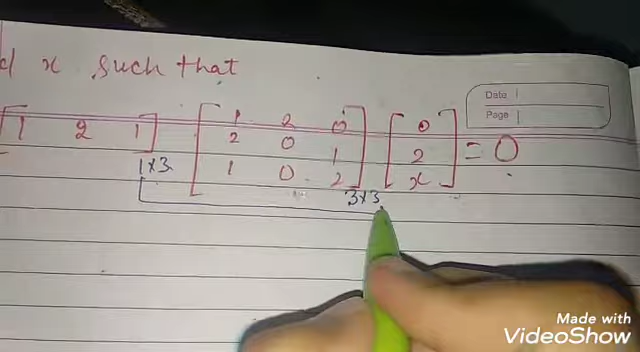 x such that
Date
Page
1 2 1 1 2 0 0
2 0 1 2 = 0
1 0 2 x
1×3 3×3
Made with
VideoShow